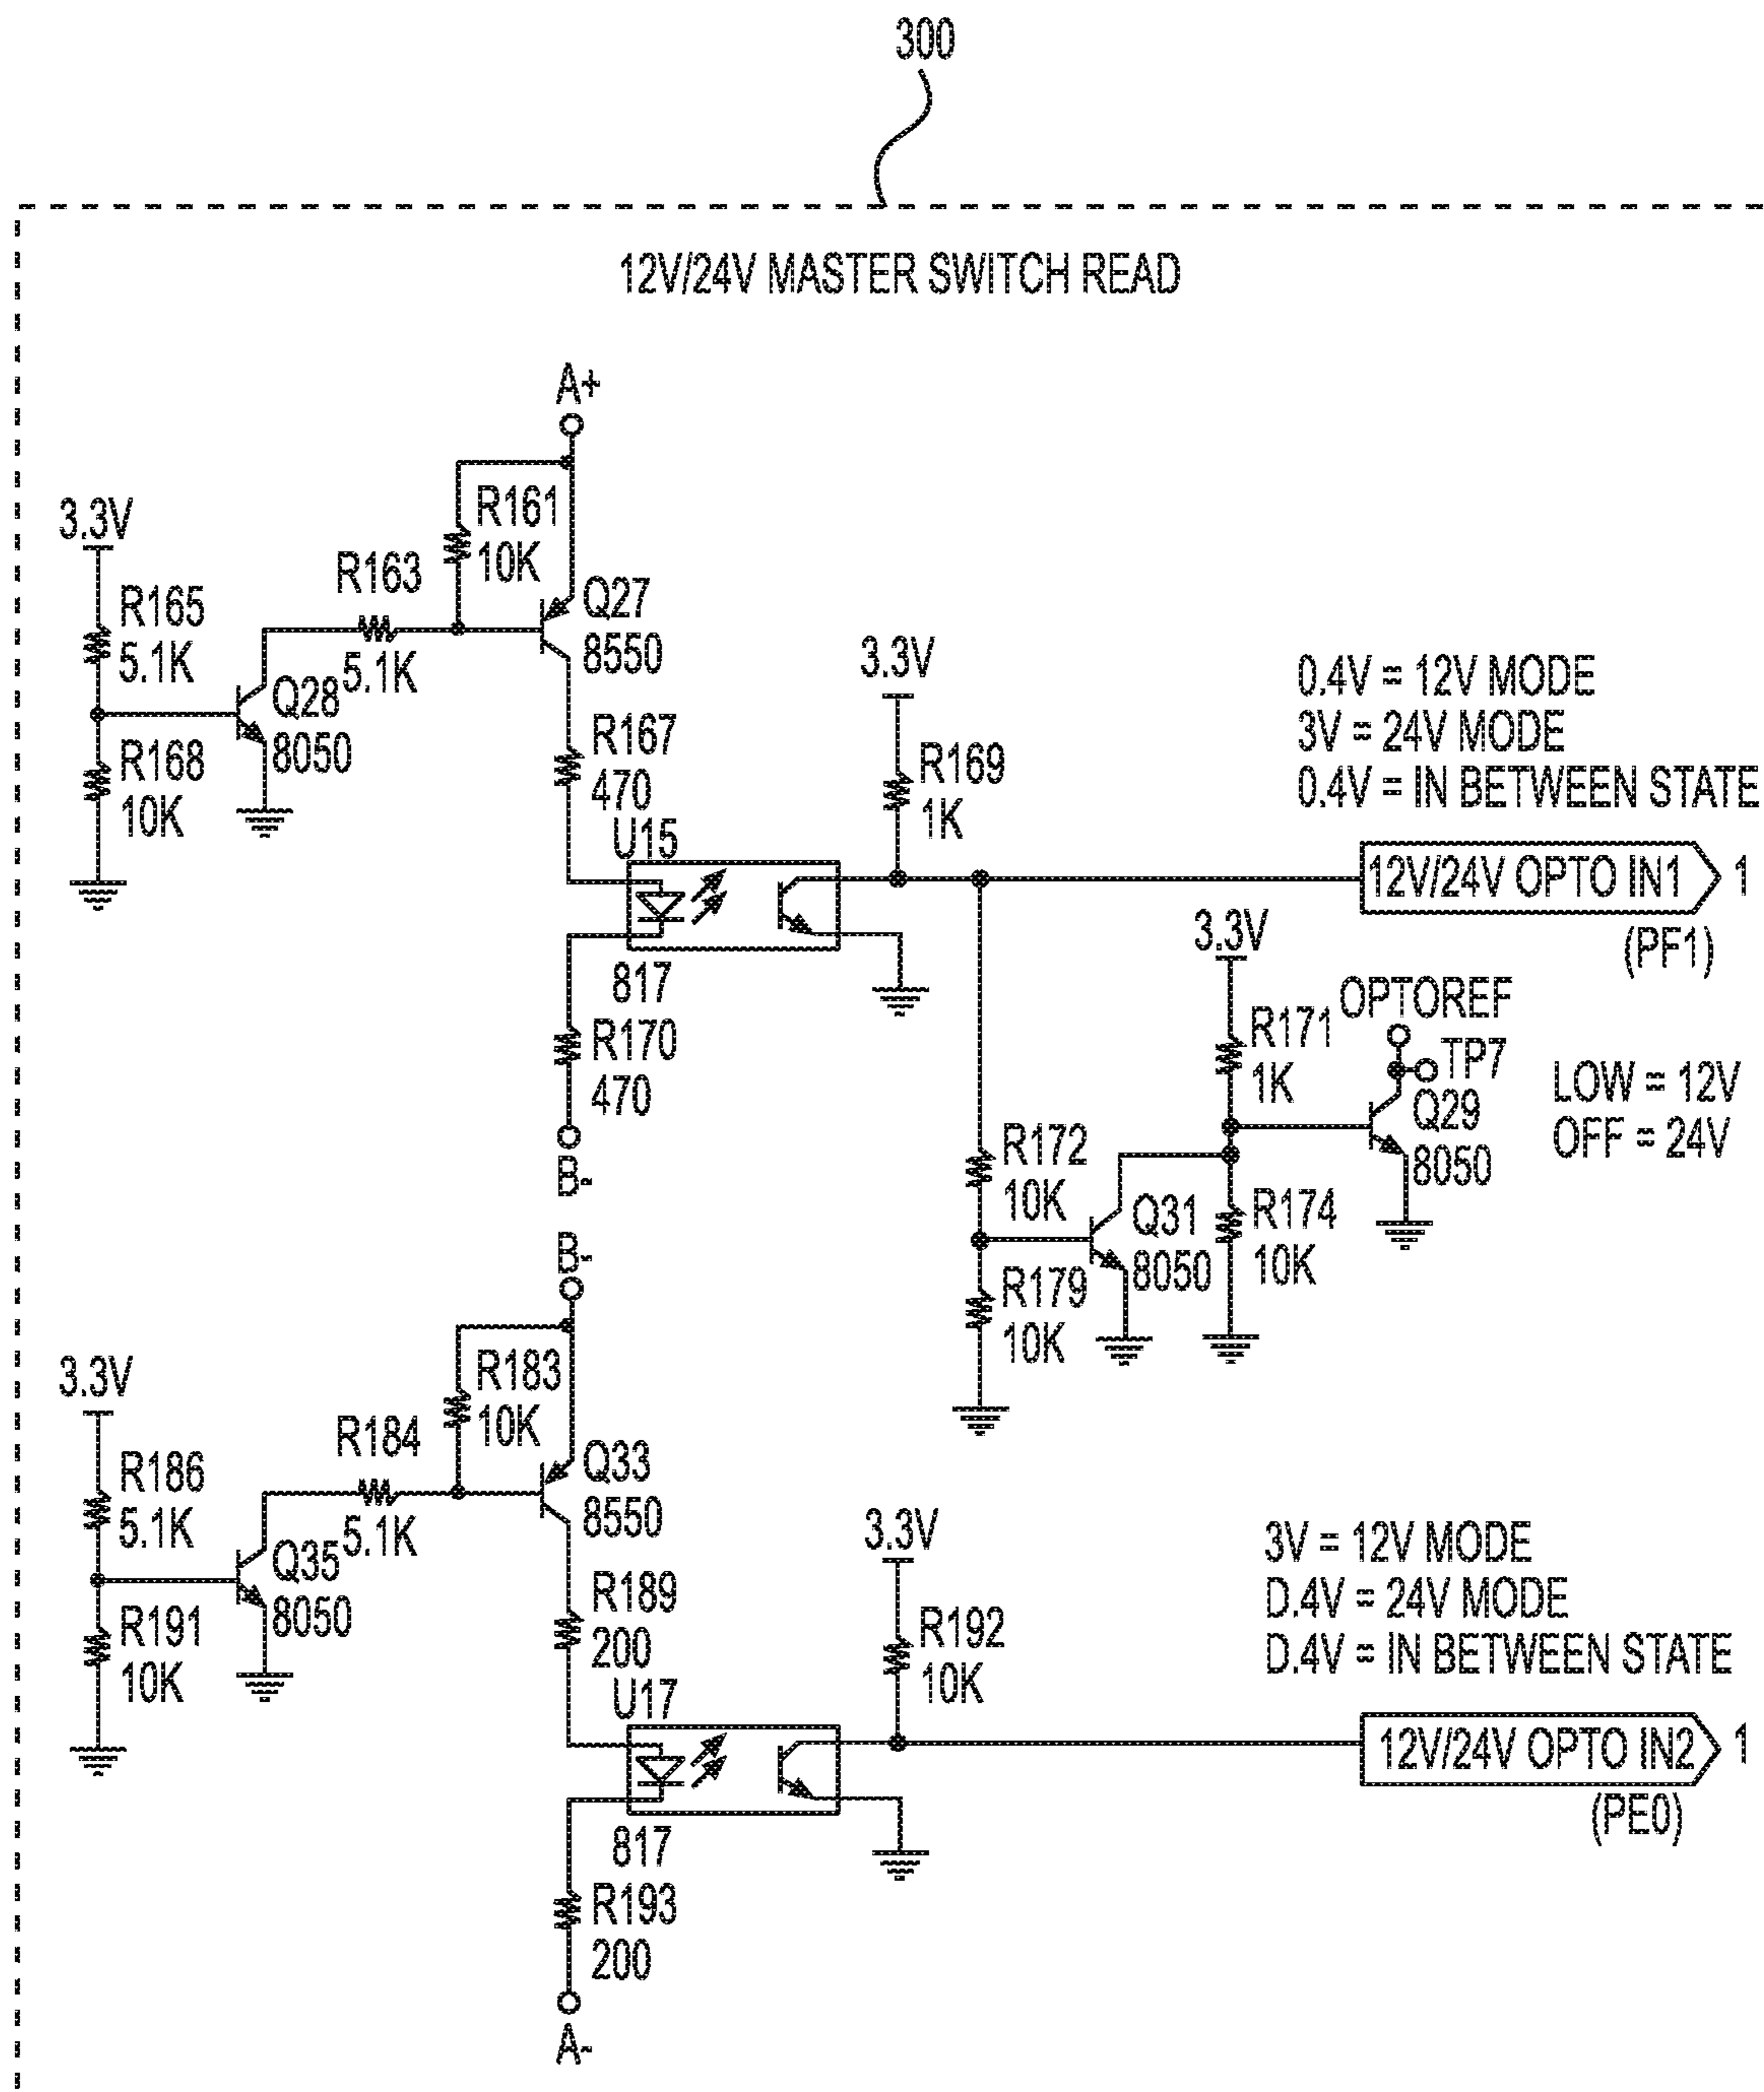 300
12V/24V MASTER SWITCH READ
A+
3.3V
R161
10K
R163
5.1K
R165
5.1K
Q27
8550
Q28
8050
R168
10K
R167
470
3.3V
R169
1K
0.4V = 12V MODE
3V = 24V MODE
0.4V = IN BETWEEN STATE
U15
817
12V/24V OPTO IN1
1
(PF1)
R170
470
B-
3.3V
R171
1K
OPTOREF
TP7
Q29
8050
LOW = 12V
OFF = 24V
R172
10K
Q31
8050
R174
10K
R179
10K
B-
3.3V
R183
10K
R184
5.1K
R186
5.1K
Q33
8550
Q35
8050
R191
10K
R189
200
3.3V
R192
10K
3V = 12V MODE
D.4V = 24V MODE
D.4V = IN BETWEEN STATE
U17
817
12V/24V OPTO IN2
1
(PE0)
R193
200
A-